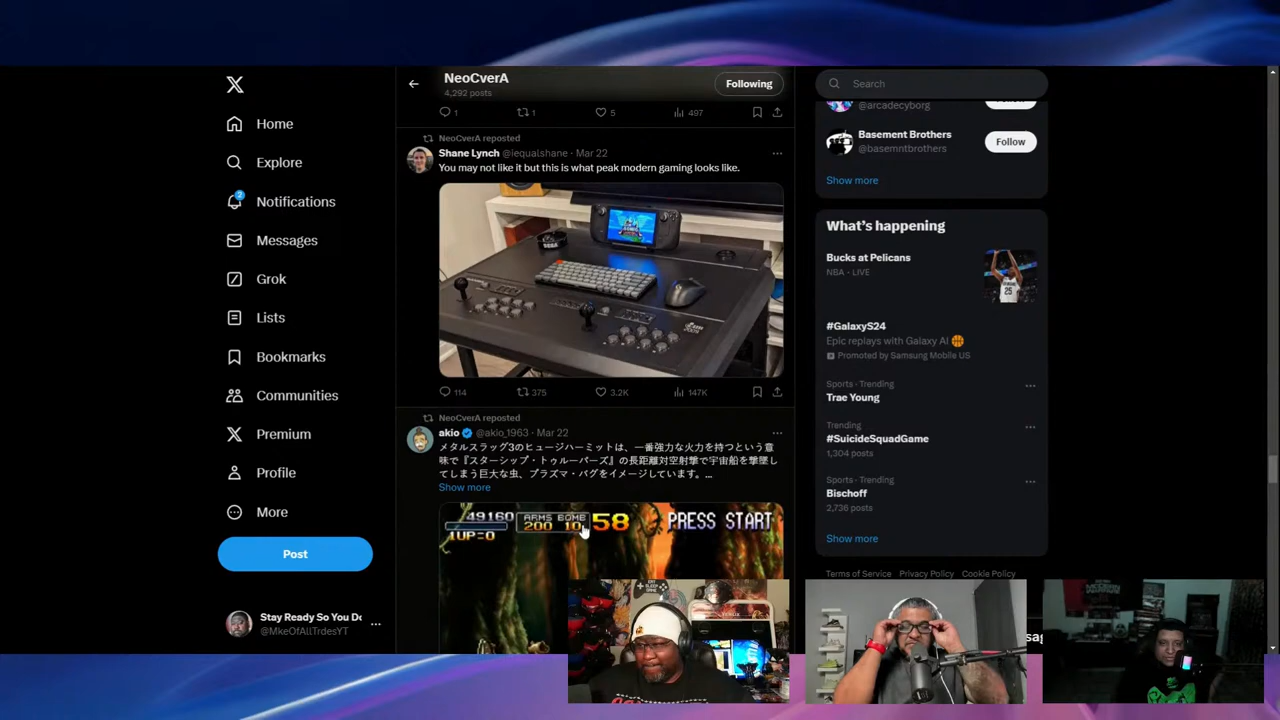 NeoCverA
4,292 posts
Following
1
1
5
497
NeoCverA reposted
Shane Lynch @iequalshane · Mar 22
You may not like it but this is what peak modern gaming looks like.
114
375
3.2K
147K
NeoCverA reposted
akio @akio_1963 · Mar 22
メタルスラッグ3のヒュージハーミットは、一番強力な火力を持つという意
味で『スターシップ・トゥルーパーズ』の長距離対空射撃で宇宙船を撃墜し
てしまう巨大な虫、プラズマ・バグをイメージしています。...
Show more
49160
ARMS BOMB
200 10
58
PRESS START
1UP=0
X
Home
Explore
2
Notifications
Messages
Grok
Lists
Bookmarks
Communities
Premium
Profile
More
Post
Stay Ready So You Do
@MkeOfAllTrdesYT
Search
@arcadecyborg
Basement Brothers
@basemntbrothers
Follow
Show more
What's happening
Bucks at Pelicans
NBA · LIVE
#GalaxyS24
Epic replays with Galaxy AI
Promoted by Samsung Mobile US
Sports · Trending
Trae Young
Trending
#SuicideSquadGame
1,304 posts
Sports · Trending
Bischoff
2,736 posts
Show more
Terms of Service Privacy Policy Cookie Policy